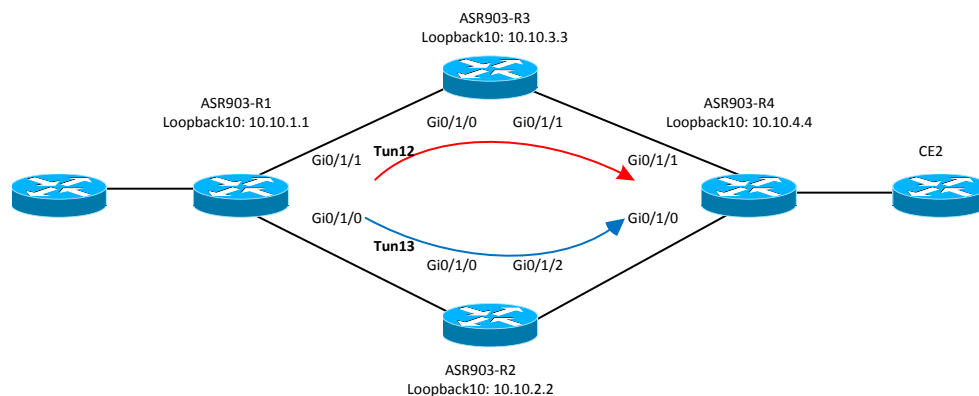 ASR903-R3
Loopback10: 10.10.3.3
ASR903-R1
Loopback10: 10.10.1.1
ASR903-R4
Loopback10: 10.10.4.4
Gi0/1/0
Gi0/1/1
Gi0/1/1
Tun12
Gi0/1/1
CE2
Gi0/1/0
Gi0/1/0
Tun13
Gi0/1/0
Gi0/1/2
ASR903-R2
Loopback10: 10.10.2.2